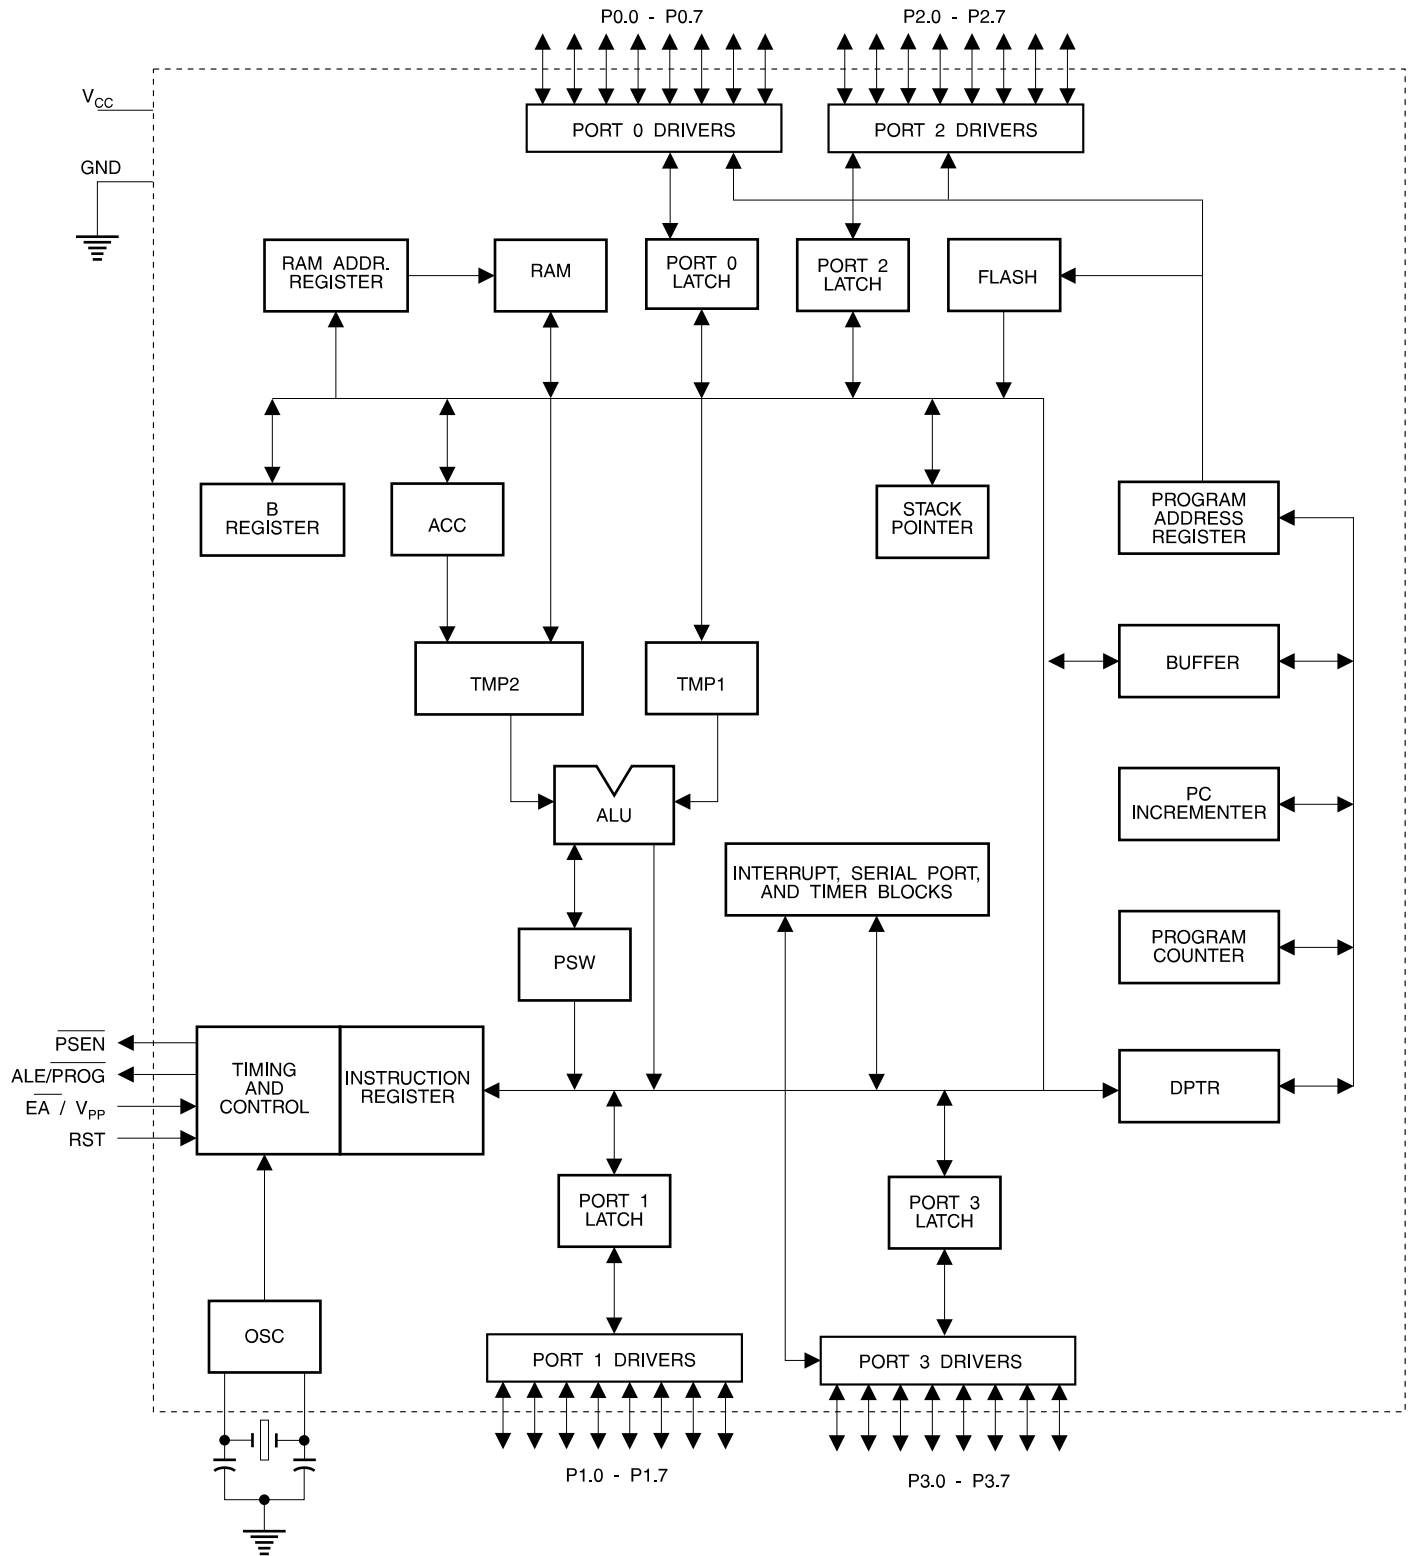 P0.0 - P0.7
P2.0 - P2.7
VCC
GND
PORT 0 DRIVERS
PORT 2 DRIVERS
RAM ADDR.
REGISTER
RAM
PORT 0
LATCH
PORT 2
LATCH
FLASH
B
REGISTER
ACC
STACK
POINTER
PROGRAM
ADDRESS
REGISTER
TMP2
TMP1
BUFFER
ALU
PC
INCREMENTER
INTERRUPT, SERIAL PORT,
AND TIMER BLOCKS
PSW
PROGRAM
COUNTER
PSEN
ALE/PROG
EA / VPP
RST
TIMING
AND
CONTROL
INSTRUCTION
REGISTER
DPTR
PORT 1
LATCH
PORT 3
LATCH
OSC
PORT 1 DRIVERS
PORT 3 DRIVERS
P1.0 - P1.7
P3.0 - P3.7